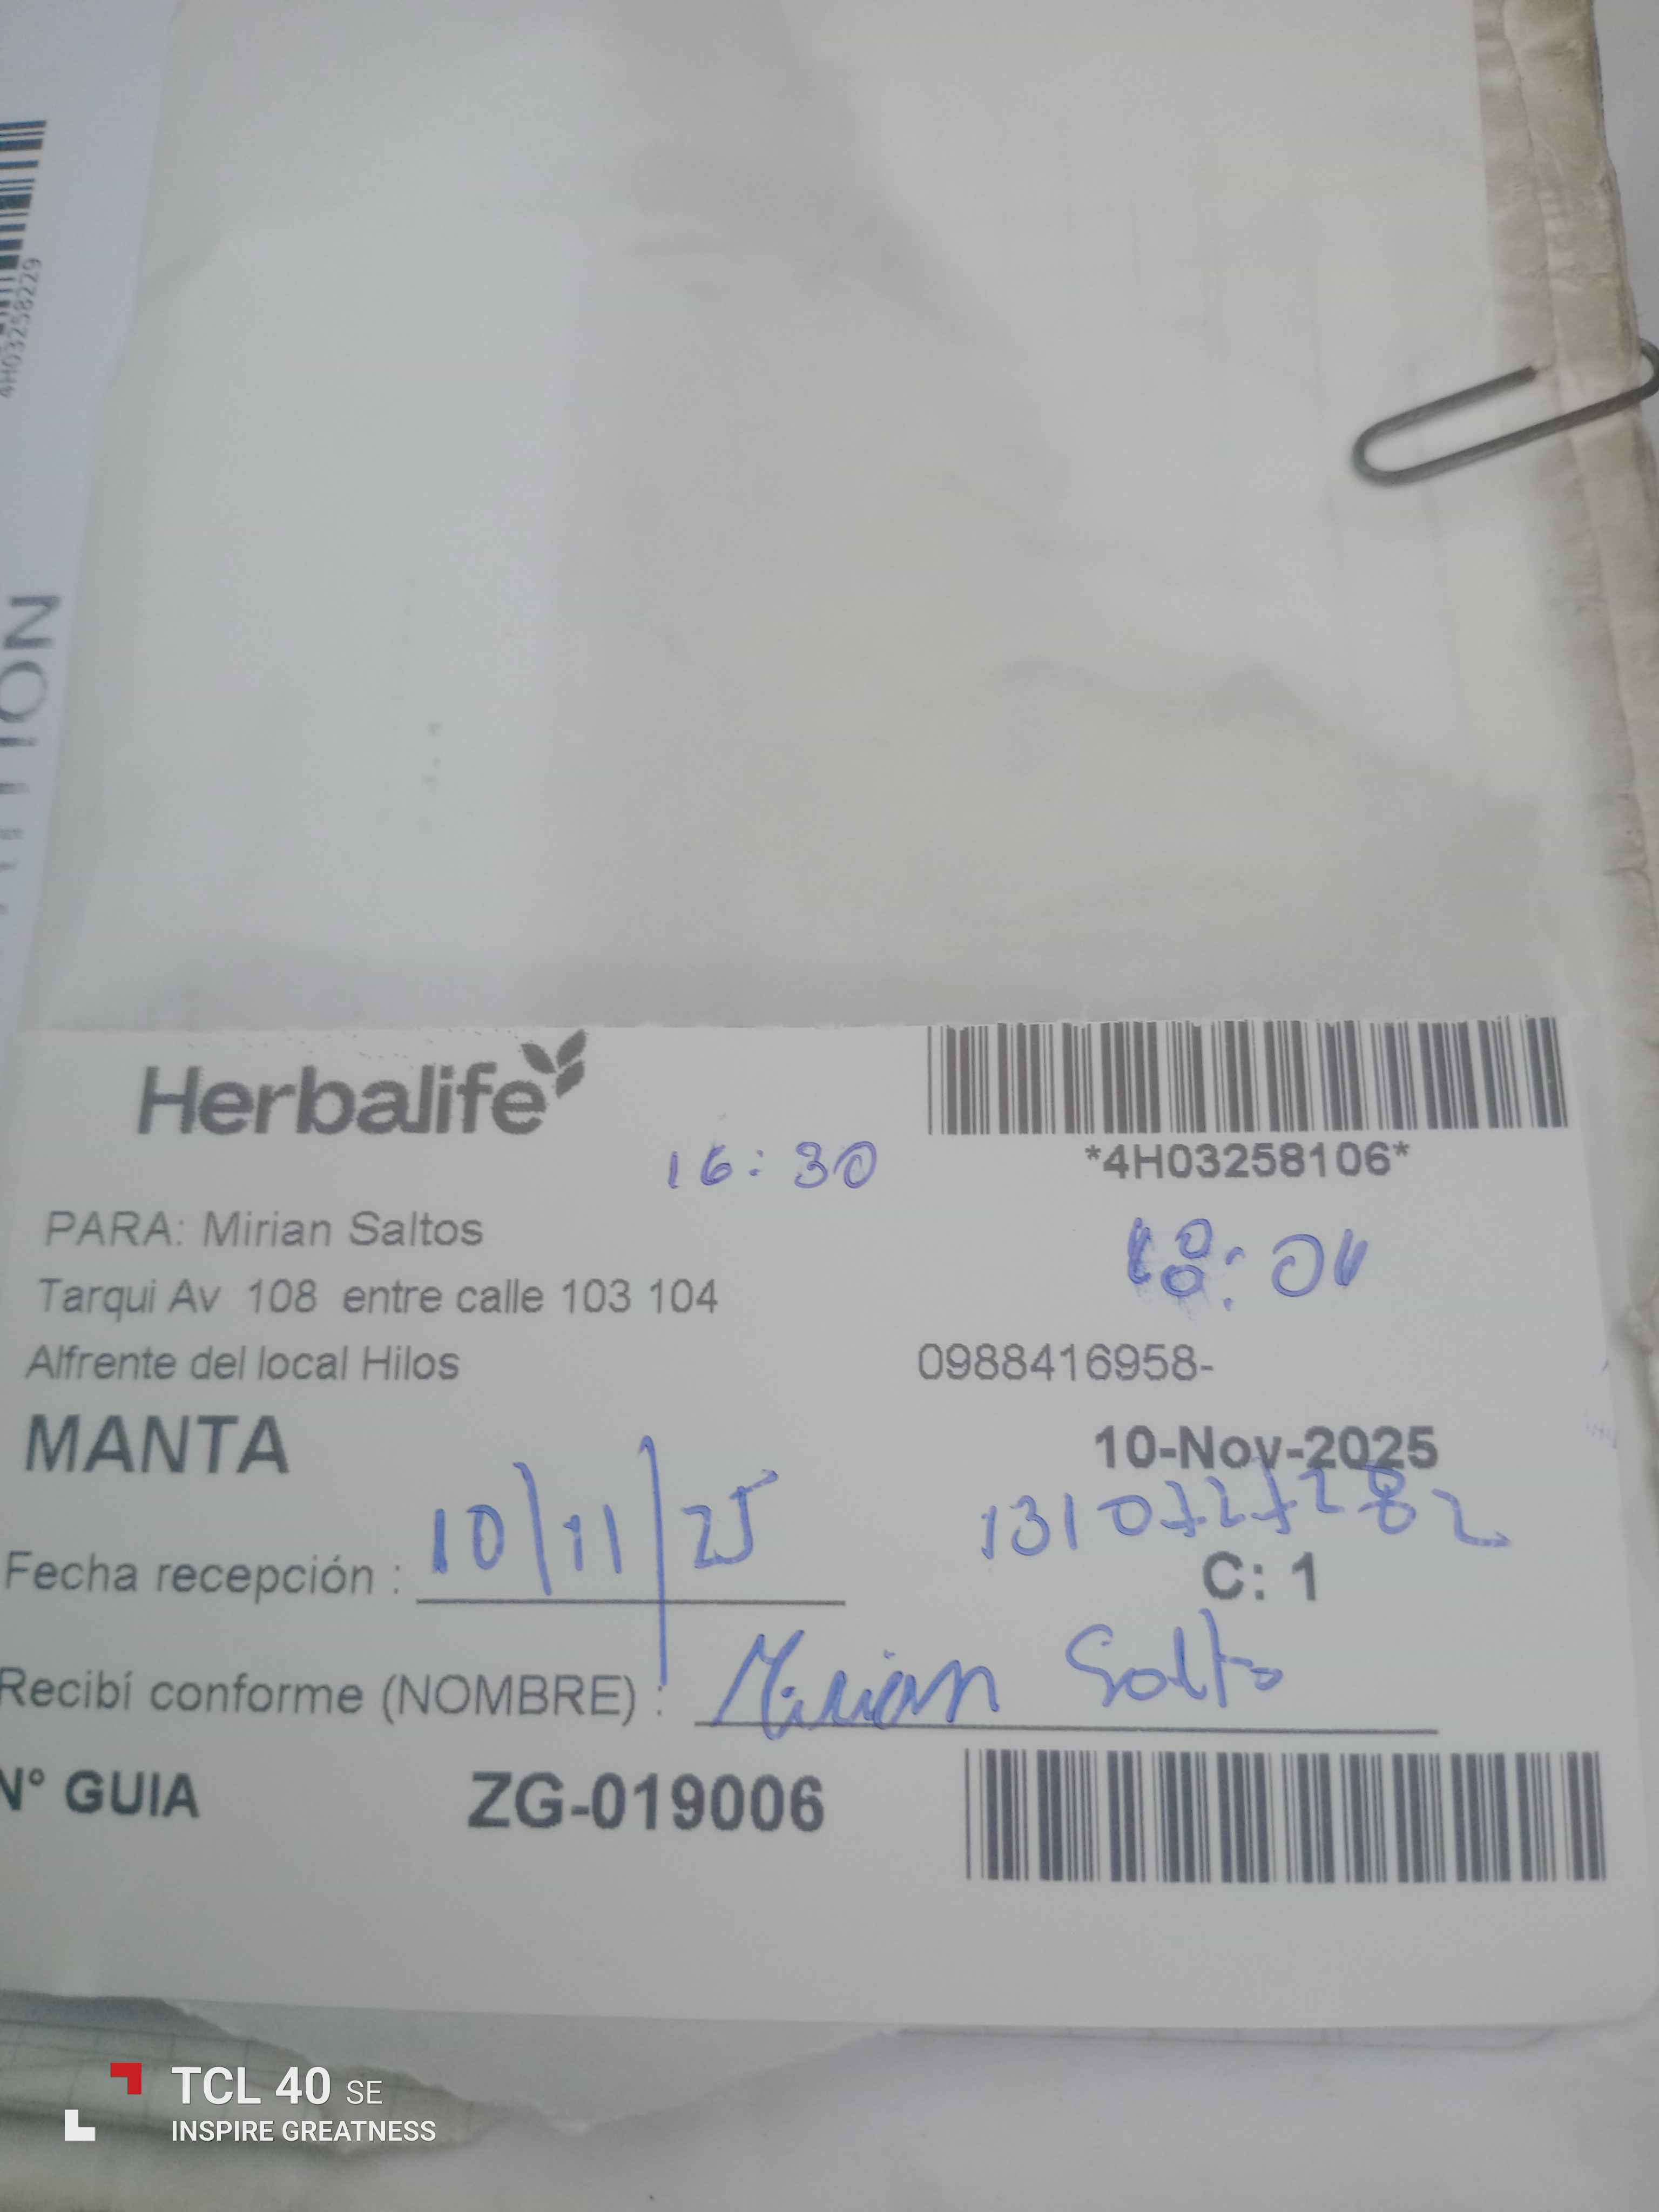 4H03258229
Herbalife
*4H03258106*
16:30
PARA: Mirian Saltos
Tarqui Av 108 entre calle 103 104
Alfrente del local Hilos
0988416958-
MANTA
10-Nov-2025
10/11/25
1310727282
Fecha recepción :
C: 1
Recibí conforme (NOMBRE) :
Mirian Salto
N° GUIA
ZG-019006
TCL 40 SE
INSPIRE GREATNESS